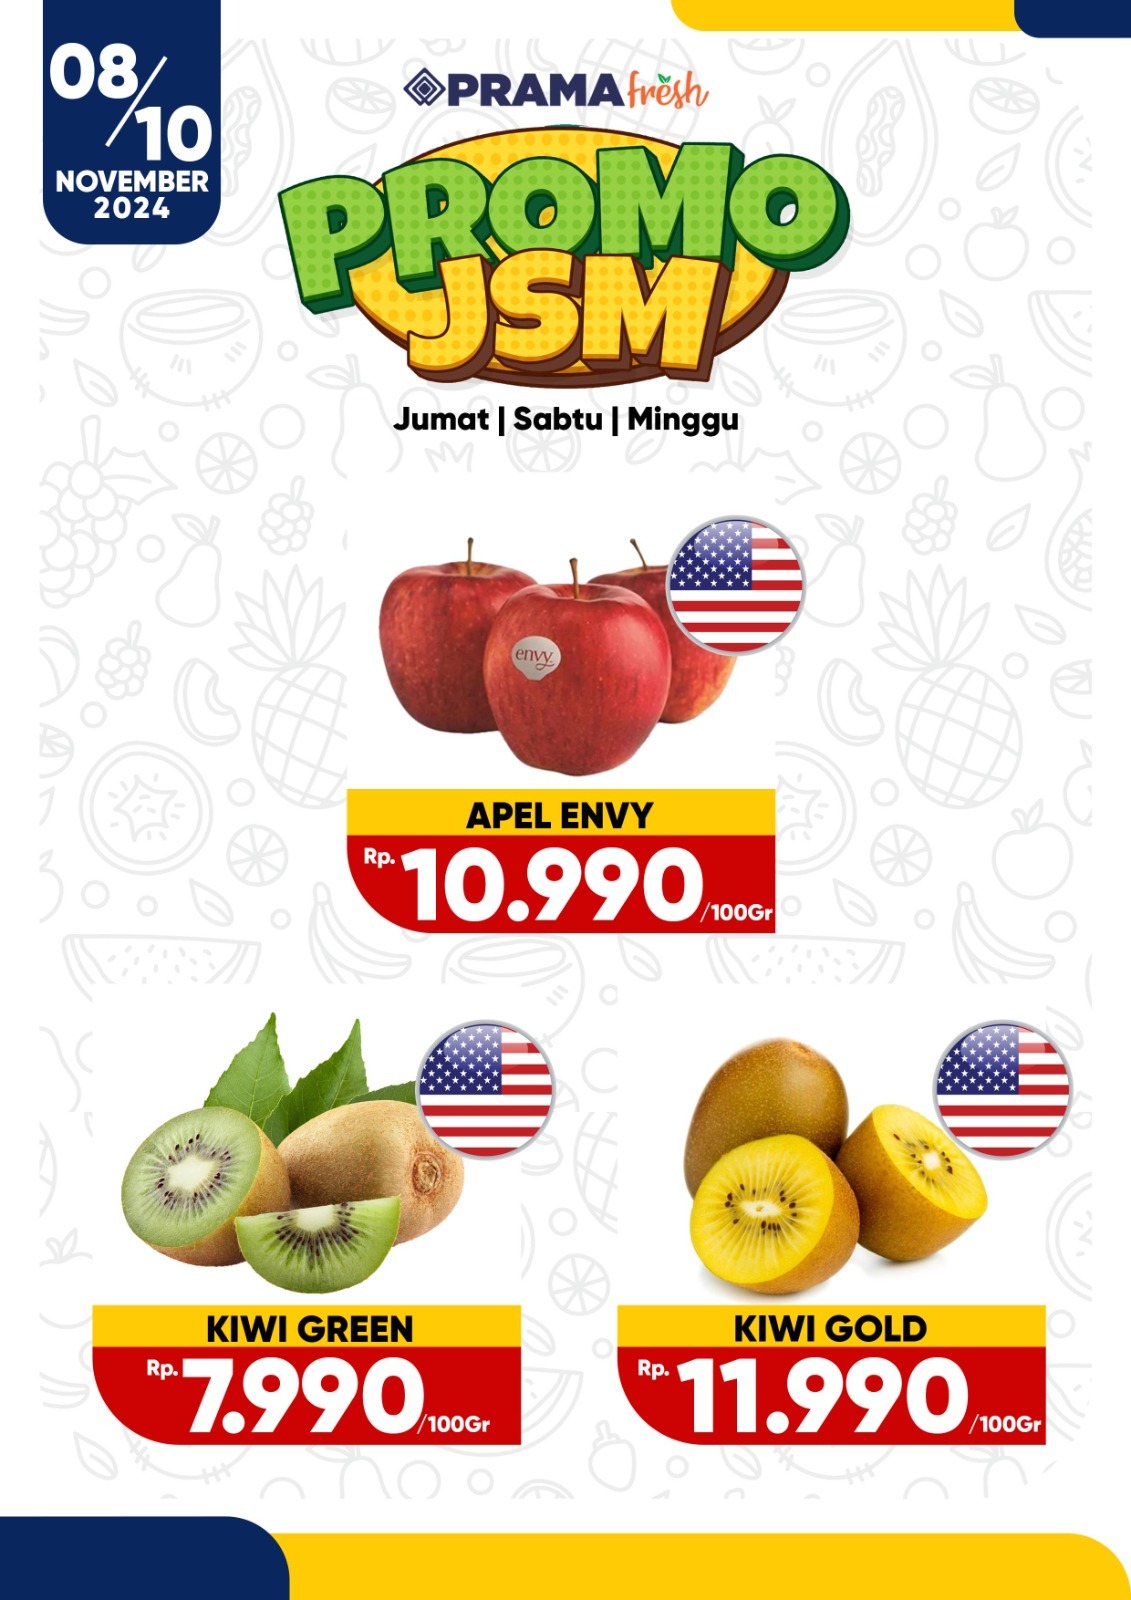 08/10
NOVEMBER
2024
PRAMA fresh
PROMO
JSM
Jumat | Sabtu | Minggu
envy
APEL ENVY
Rp. 10.990/100Gr
KIWI GREEN
Rp. 7.990/100Gr
KIWI GOLD
Rp. 11.990/100Gr